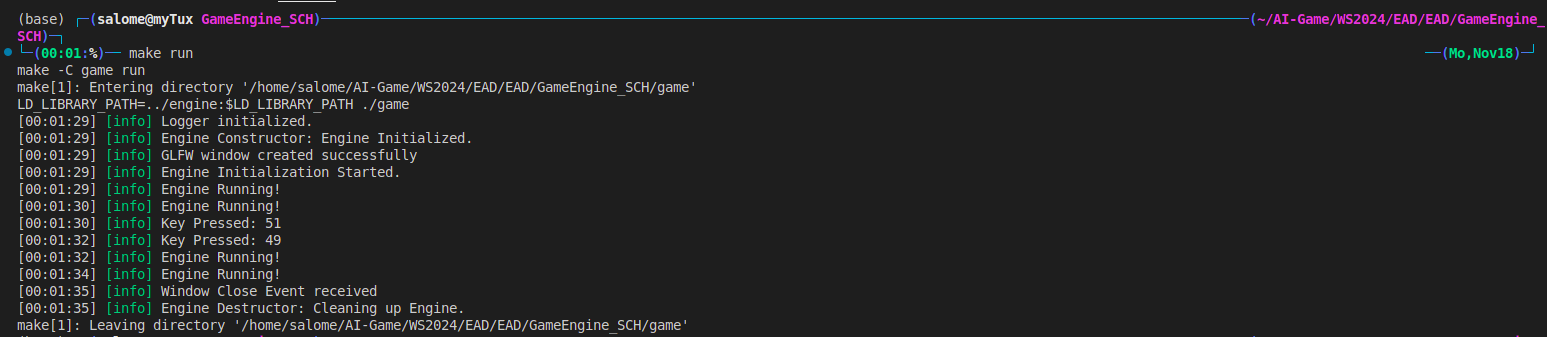 (base) ┌─(salome@myTux GameEngine_SCH)────(~/AI-Game/WS2024/EAD/EAD/GameEngine_
SCH)─┐
└─(00:01:%)── make run ──(Mo,Nov18)─┘
make -C game run
make[1]: Entering directory '/home/salome/AI-Game/WS2024/EAD/EAD/GameEngine_SCH/game'
LD_LIBRARY_PATH=../engine:$LD_LIBRARY_PATH ./game
[00:01:29] [info] Logger initialized.
[00:01:29] [info] Engine Constructor: Engine Initialized.
[00:01:29] [info] GLFW window created successfully
[00:01:29] [info] Engine Initialization Started.
[00:01:29] [info] Engine Running!
[00:01:30] [info] Engine Running!
[00:01:30] [info] Key Pressed: 51
[00:01:32] [info] Key Pressed: 49
[00:01:32] [info] Engine Running!
[00:01:34] [info] Engine Running!
[00:01:35] [info] Window Close Event received
[00:01:35] [info] Engine Destructor: Cleaning up Engine.
make[1]: Leaving directory '/home/salome/AI-Game/WS2024/EAD/EAD/GameEngine_SCH/game'